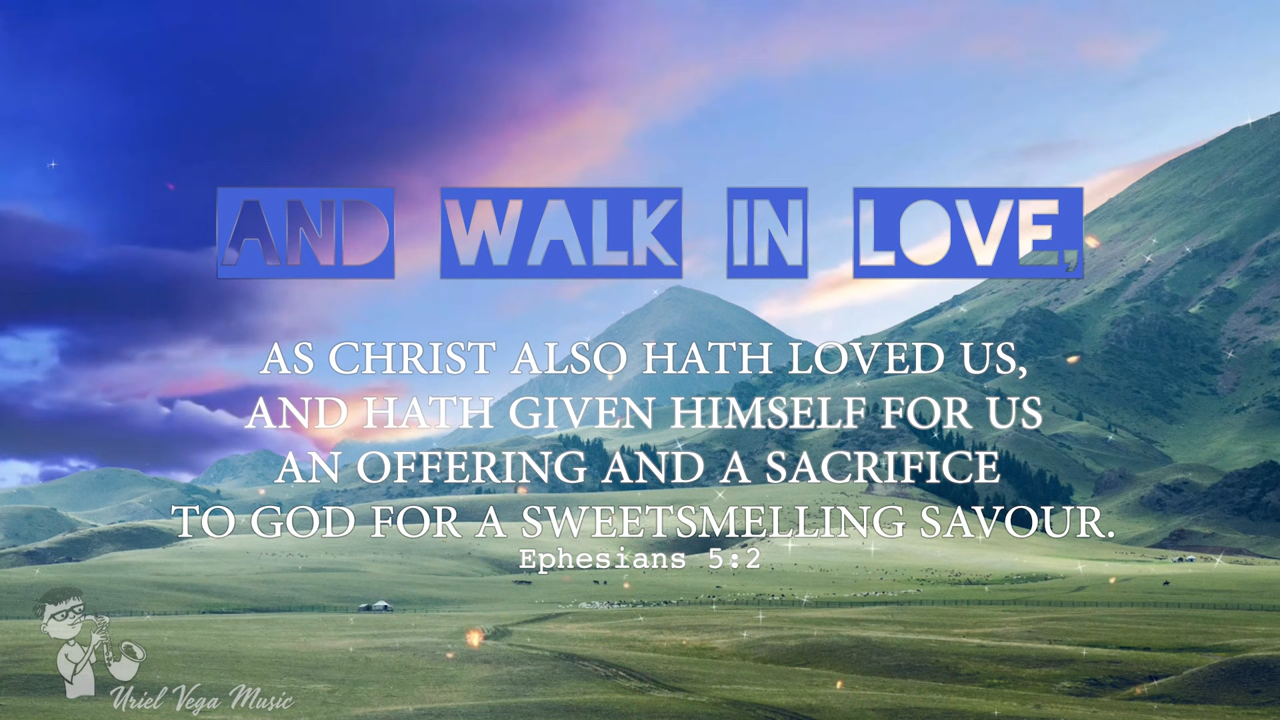 AND WALK IN LOVE,
AS CHRIST ALSO HATH LOVED US,
AND HATH GIVEN HIMSELF FOR US
AN OFFERING AND A SACRIFICE
TO GOD FOR A SWEETSMELLING SAVOUR.
Ephesians 5:2
Uriel Vega Music